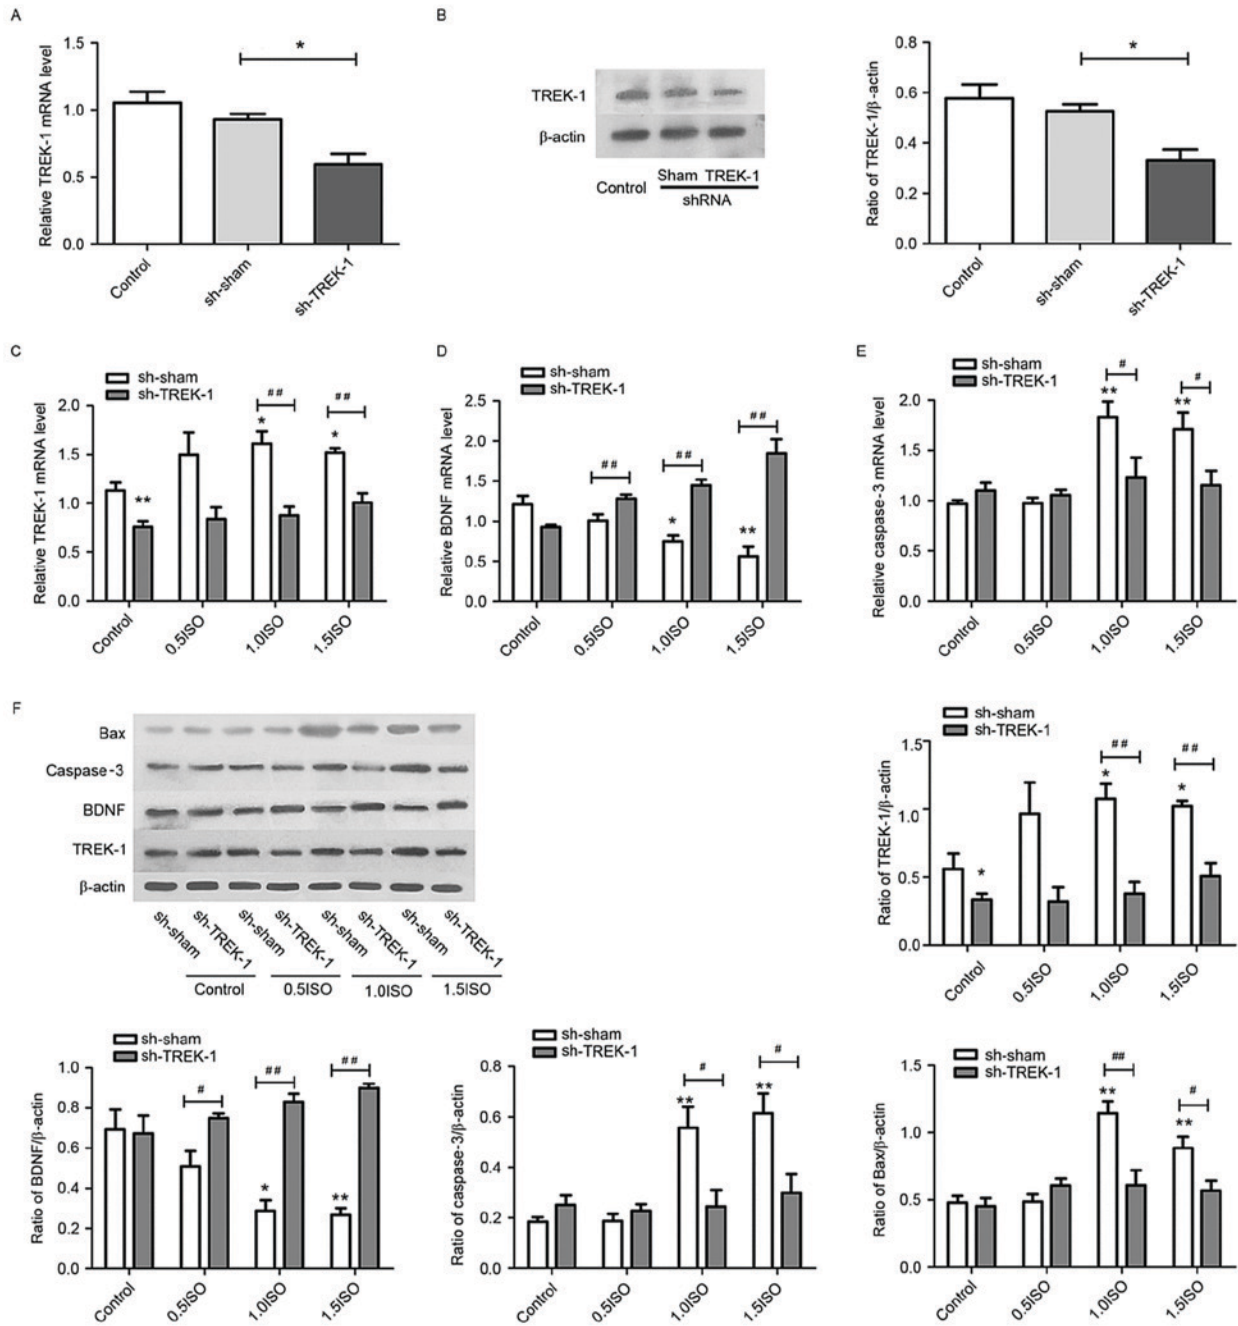 A
Relative TREK-1 mRNA level
1.5
1.0
0.5
0.0
*
Control
sh-sham
sh-TREK-1
B
TREK-1
β-actin
Control
Sham TREK-1
shRNA
Ratio of TREK-1/β-actin
0.8
0.6
0.4
0.2
0.0
*
Control
sh-sham
sh-TREK-1
C
sh-sham
sh-TREK-1
Relative TREK-1 mRNA level
2.0
1.5
1.0
0.5
0.0
**
*
##
*
##
Control
0.5ISO
1.0ISO
1.5ISO
D
sh-sham
sh-TREK-1
Relative BDNF mRNA level
2.5
2.0
1.5
1.0
0.5
0.0
##
*
##
**
##
Control
0.5ISO
1.0ISO
1.5ISO
E
sh-sham
sh-TREK-1
Relative caspase-3 mRNA level
2.0
1.5
1.0
0.5
0.0
**
#
**
#
Control
0.5ISO
1.0ISO
1.5ISO
F
Bax
Caspase-3
BDNF
TREK-1
β-actin
sh-sham
sh-TREK-1
sh-sham
sh-TREK-1
sh-sham
sh-TREK-1
sh-sham
sh-TREK-1
Control
0.5ISO
1.0ISO
1.5ISO
sh-sham
sh-TREK-1
Ratio of TREK-1/β-actin
1.5
1.0
0.5
0.0
*
*
##
*
##
Control
0.5ISO
1.0ISO
1.5ISO
sh-sham
sh-TREK-1
Ratio of BDNF/β-actin
1.0
0.8
0.6
0.4
0.2
0.0
#
*
##
**
##
Control
0.5ISO
1.0ISO
1.5ISO
sh-sham
sh-TREK-1
Ratio of caspase-3/β-actin
0.8
0.6
0.4
0.2
0.0
**
#
**
#
Control
0.5ISO
1.0ISO
1.5ISO
sh-sham
sh-TREK-1
Ratio of Bax/β-actin
1.5
1.0
0.5
0.0
**
##
**
#
Control
0.5ISO
1.0ISO
1.5ISO